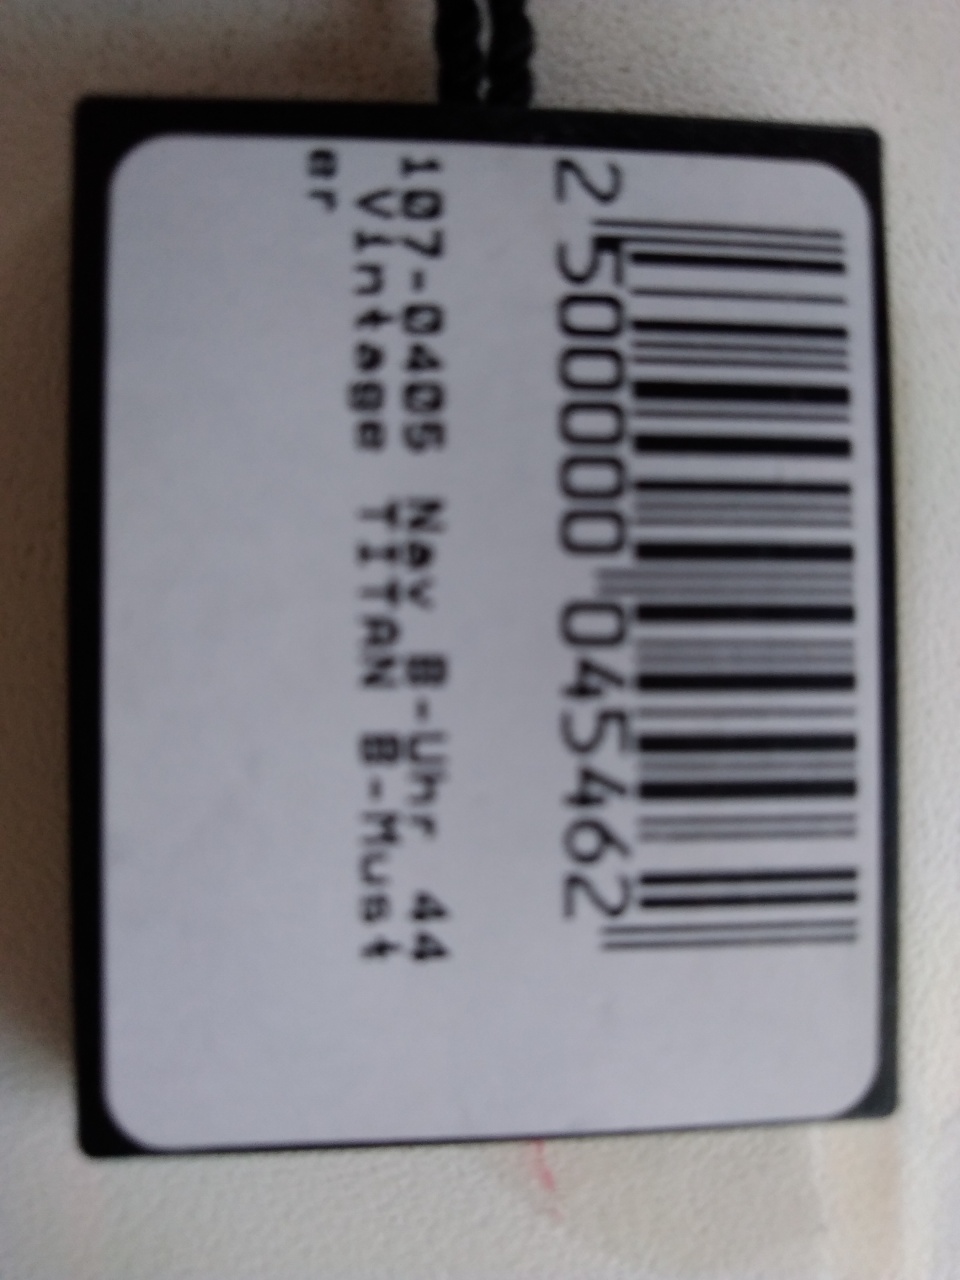 2 500000 045462
107-0405 Nav B-Uhr 44
Vintage TITAN B-Must
er